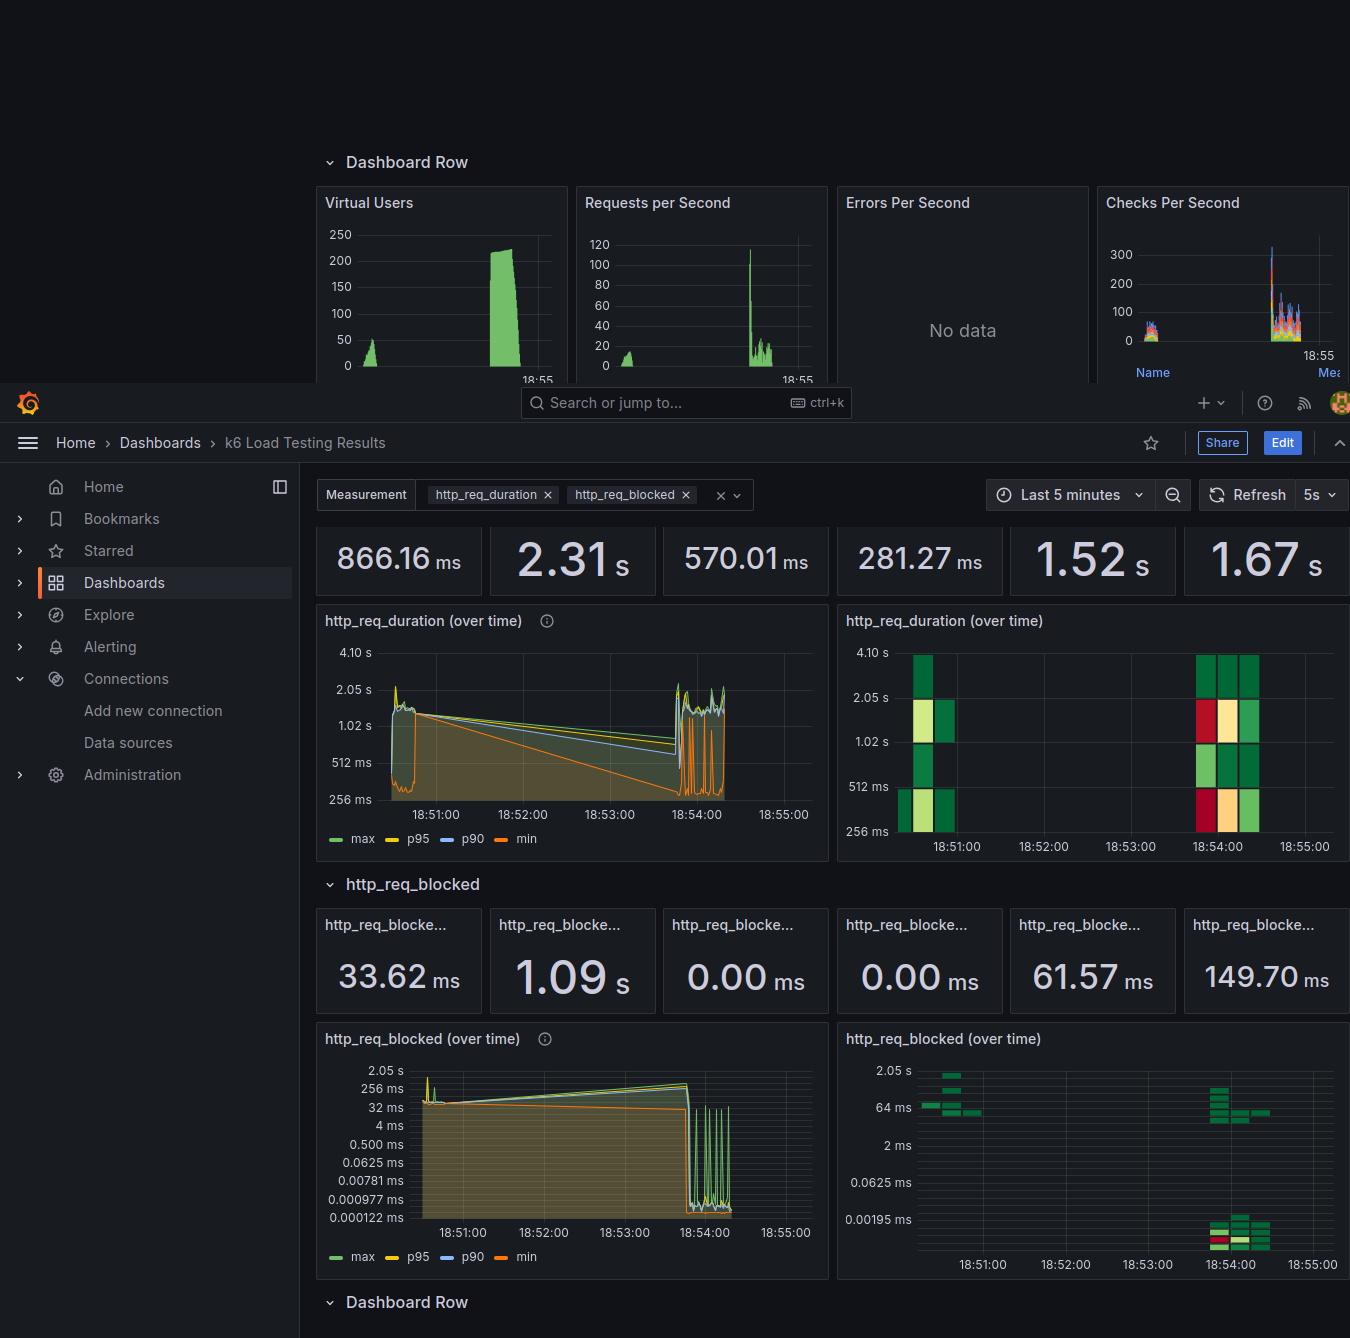 Dashboard Row
Virtual Users
250
200
150
100
50
0
18:55
Requests per Second
120
100
80
60
40
20
0
18:55
Errors Per Second
No data
Checks Per Second
300
200
100
0
18:55
Name
Search or jump to...
ctrl+k
Home › Dashboards › k6 Load Testing Results
Share
Edit
Home
Bookmarks
Starred
Dashboards
Explore
Alerting
Connections
Add new connection
Data sources
Administration
Measurement
http_req_duration
http_req_blocked
Last 5 minutes
Refresh
5s
866.16 ms
2.31 s
570.01 ms
281.27 ms
1.52 s
1.67 s
http_req_duration (over time)
4.10 s
2.05 s
1.02 s
512 ms
256 ms
18:51:00 18:52:00 18:53:00 18:54:00 18:55:00
max p95 p90 min
http_req_duration (over time)
4.10 s
2.05 s
1.02 s
512 ms
256 ms
18:51:00 18:52:00 18:53:00 18:54:00 18:55:00
http_req_blocked
http_req_blocke...
33.62 ms
http_req_blocke...
1.09 s
http_req_blocke...
0.00 ms
http_req_blocke...
0.00 ms
http_req_blocke...
61.57 ms
http_req_blocke...
149.70 ms
http_req_blocked (over time)
2.05 s
256 ms
32 ms
4 ms
0.500 ms
0.0625 ms
0.00781 ms
0.000977 ms
0.000122 ms
18:51:00 18:52:00 18:53:00 18:54:00 18:55:00
max p95 p90 min
http_req_blocked (over time)
2.05 s
64 ms
2 ms
0.0625 ms
0.00195 ms
18:51:00 18:52:00 18:53:00 18:54:00 18:55:00
Dashboard Row